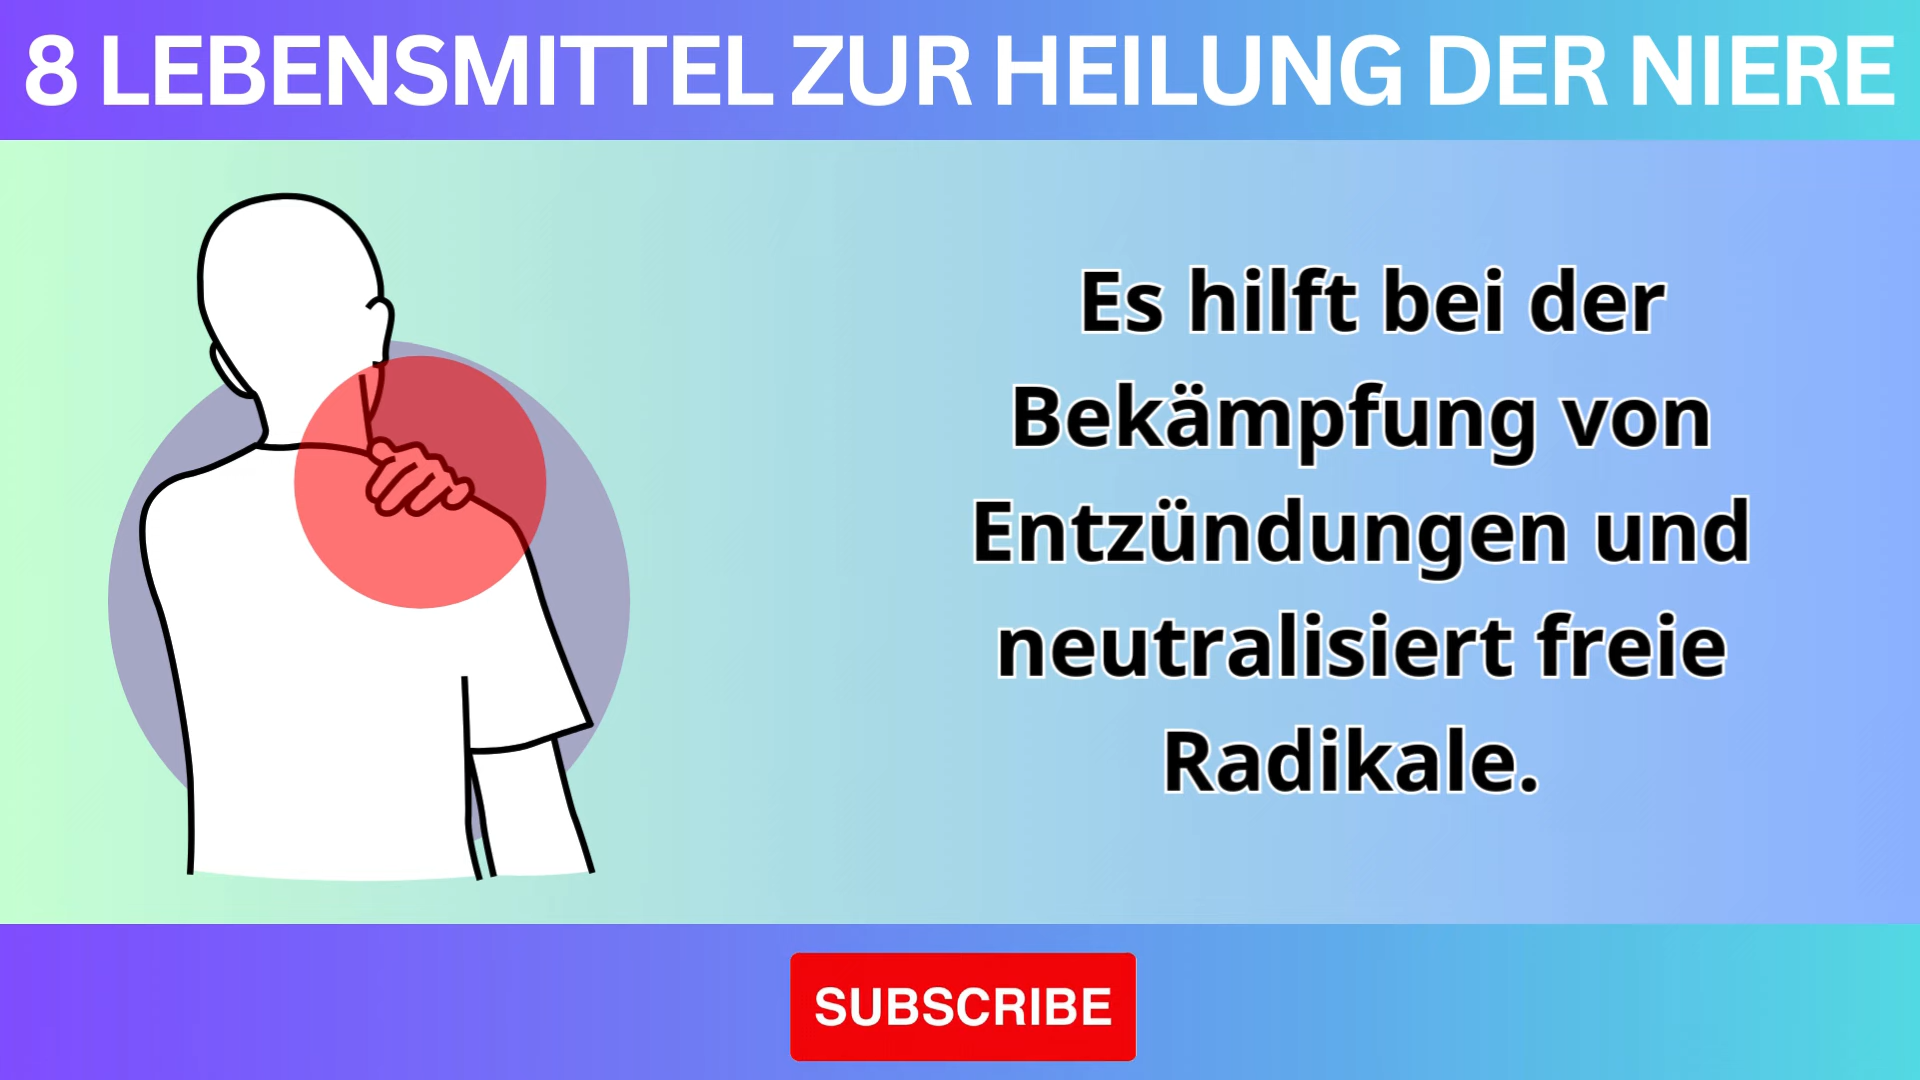 8 LEBENSMITTEL ZUR HEILUNG DER NIERE
Es hilft bei der
Bekämpfung von
Entzündungen und
neutralisiert freie
Radikale.
SUBSCRIBE